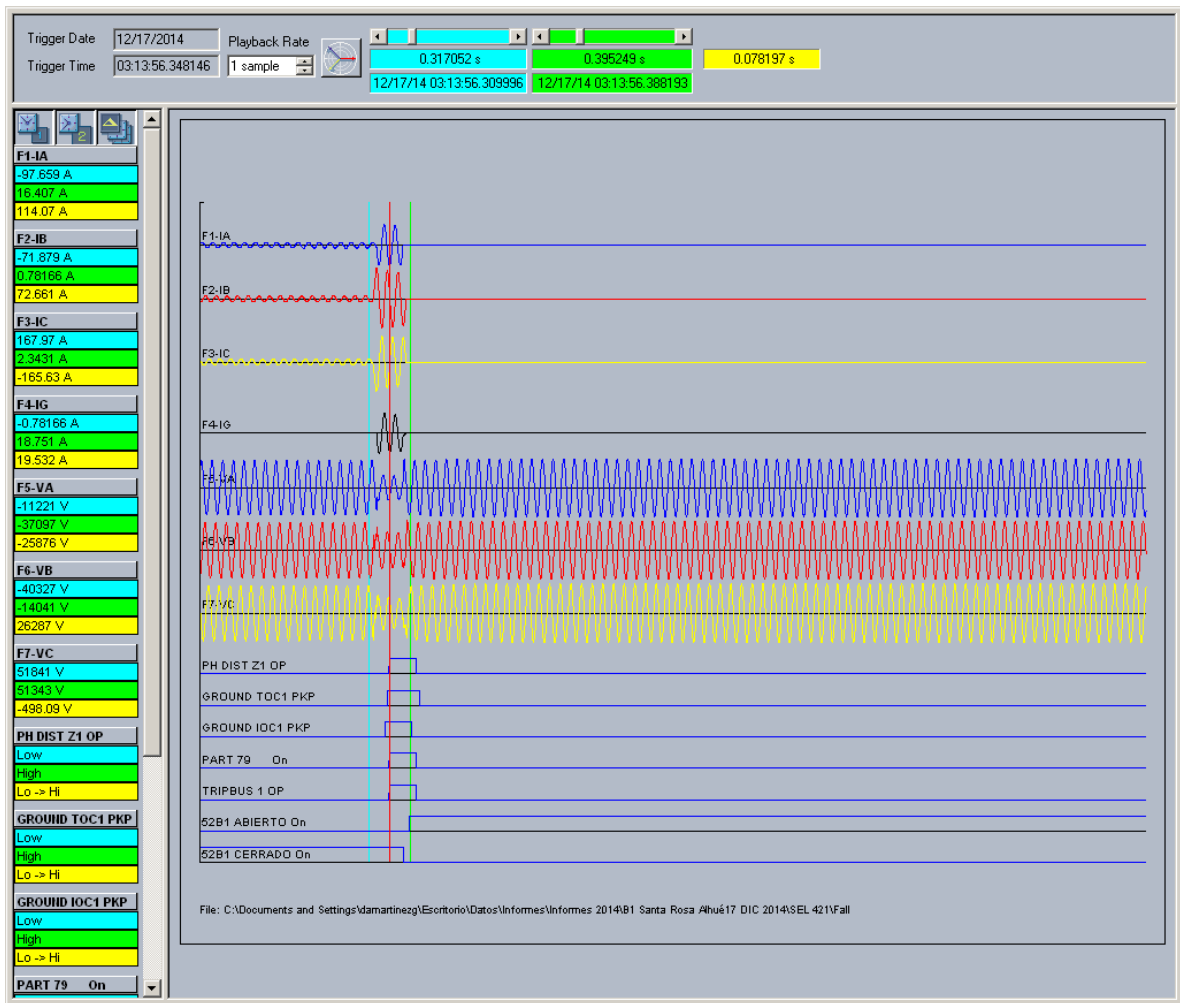 Trigger Date 12/17/2014 Playback Rate
0.317052 s 0.395249 s 0.078197 s
Trigger Time 03:13:56.348146 1 sample
12/17/14 03:13:56.309996 12/17/14 03:13:56.388193
1
2
F1-IA
-97.659 A
16.407 A
114.07 A
F2-IB
-71.879 A
0.78166 A
72.661 A
F3-IC
167.97 A
2.3431 A
-165.63 A
F4-IG
-0.78166 A
18.751 A
19.532 A
F5-VA
-11221 V
-37097 V
-25876 V
F6-VB
-40327 V
-14041 V
26287 V
F7-VC
51841 V
51343 V
-498.09 V
PH DIST Z1 OP
Low
High
Lo -> Hi
GROUND TOC1 PKP
Low
High
Lo -> Hi
GROUND IOC1 PKP
Low
High
Lo -> Hi
PART 79 On
F1-IA
F2-IB
F3-IC
F4-IG
F5-VA
F6-VB
F7-VC
PH DIST Z1 OP
GROUND TOC1 PKP
GROUND IOC1 PKP
PART 79 On
TRIPBUS 1 OP
52B1 ABIERTO On
52B1 CERRADO On
File: C:\Documents and Settings\damartinezg\Escritorio\Datos\Informes\Informes 2014\B1 Santa Rosa Alhué17 DIC 2014\SEL 421\Fall